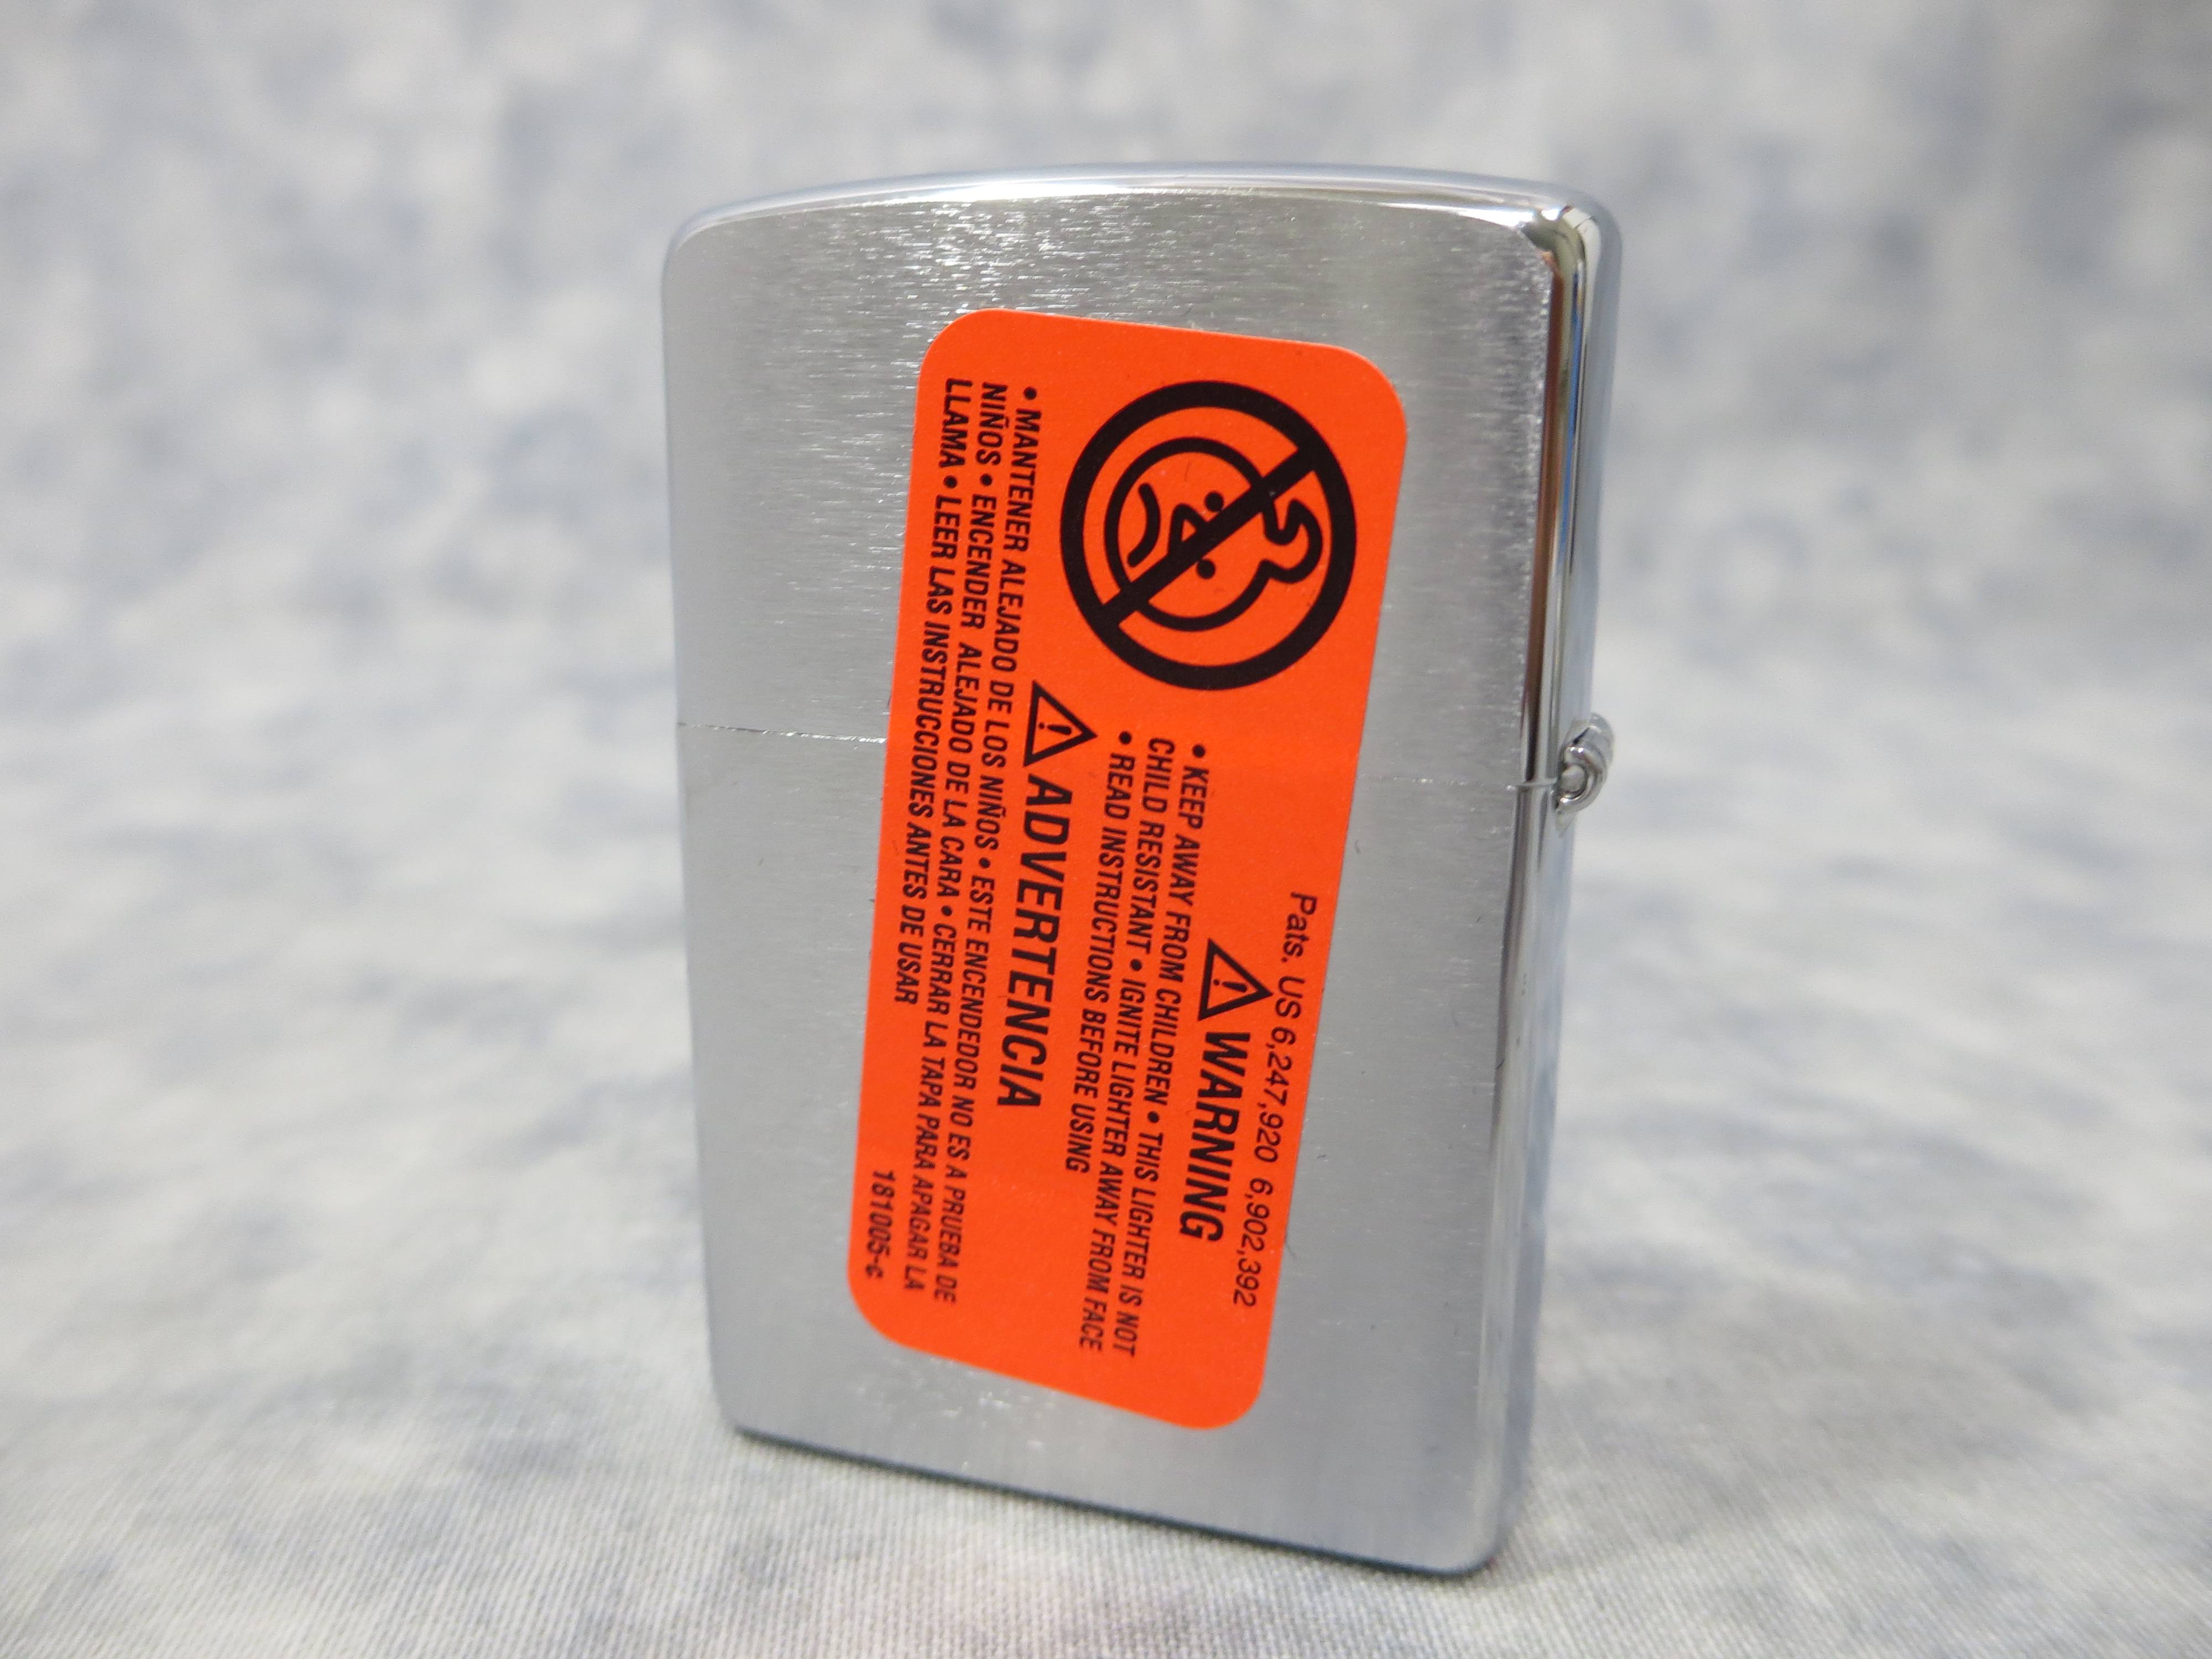 Pats. US 6,247,920 6,902,392
WARNING
• KEEP AWAY FROM CHILDREN • THIS LIGHTER IS NOT
CHILD RESISTANT • IGNITE LIGHTER AWAY FROM FACE
• READ INSTRUCTIONS BEFORE USING
ADVERTENCIA
• MANTENER ALEJADO DE LOS NIÑOS • ESTE ENCENDEDOR NO ES A PRUEBA DE
NIÑOS • ENCENDER ALEJADO DE LA CARA • CERRAR LA TAPA PARA APAGAR LA
LLAMA • LEER LAS INSTRUCCIONES ANTES DE USAR
181005-c